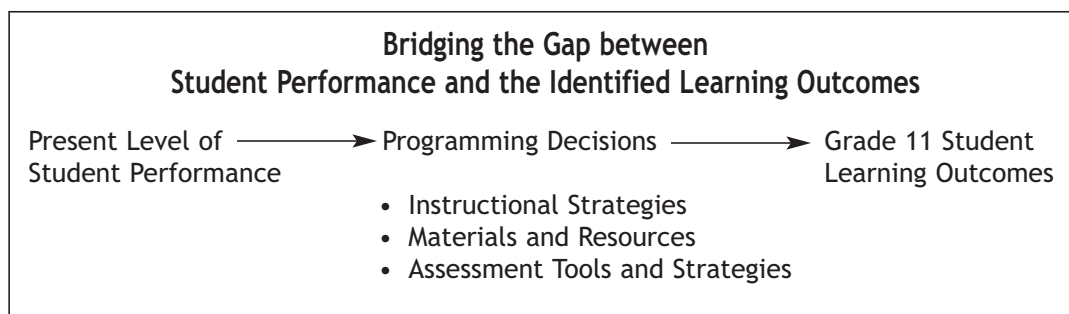 Bridging the Gap between
Student Performance and the Identified Learning Outcomes
Present Level of
Student Performance
Programming Decisions
• Instructional Strategies
• Materials and Resources
• Assessment Tools and Strategies
Grade 11 Student
Learning Outcomes